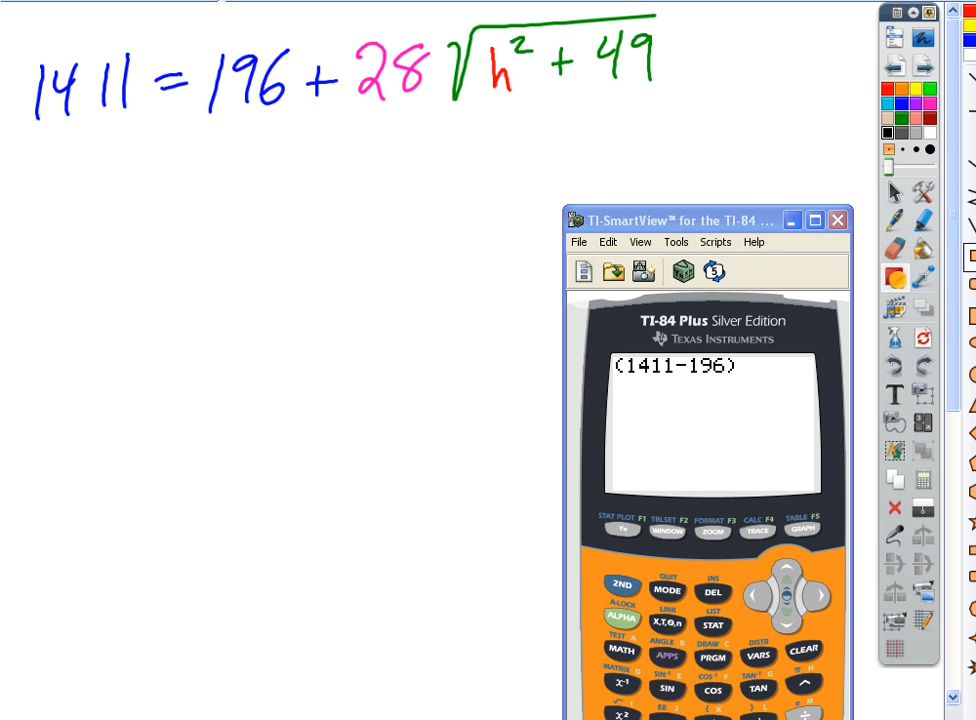 1411 = 196 + 28 √(h² + 49)
TI-SmartView™ for the TI-84 ...
File Edit View Tools Scripts Help
TI-84 Plus Silver Edition
TEXAS INSTRUMENTS
(1411-196)
STAT PLOT F1 TBLSET F2 FORMAT F3 CALC F4 TABLE F5
Y= WINDOW ZOOM TRACE GRAPH
QUIT INS
2ND MODE DEL
A-LOCK LINK LIST
ALPHA X,T,θ,n STAT
TEST A ANGLE B DRAW C DISTR
MATH APPS PRGM VARS CLEAR
MATRIX D SIN⁻¹ E COS⁻¹ F TAN⁻¹ G π H
x⁻¹ SIN COS TAN ^
√ I EE J { K } L
x² , ( ) ÷